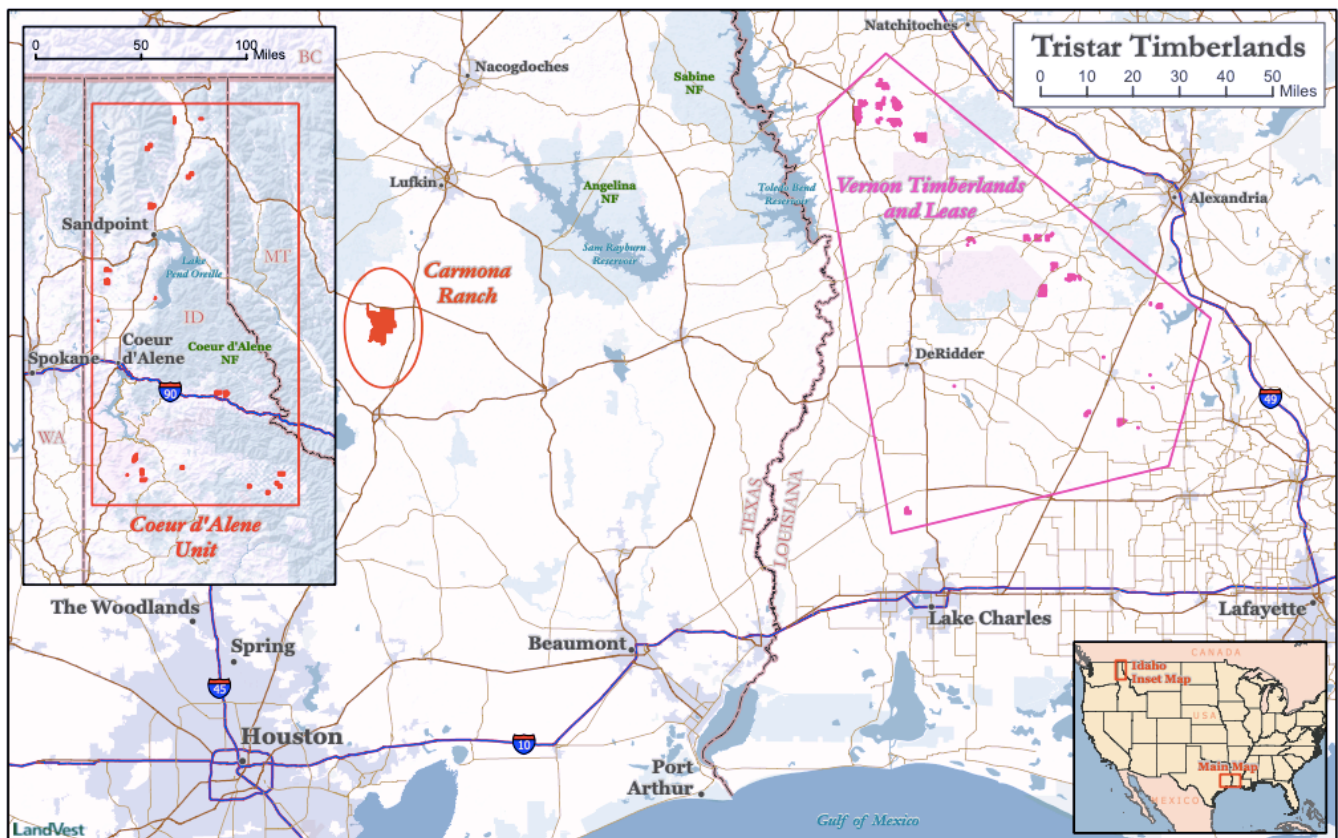 Tristar Timberlands
0 10 20 30 40 50
Miles
0 50 100
Miles
BC
Sandpoint
Lake
Pend Oreille
MT
ID
Coeur
d'Alene
Coeur d'Alene
NF
Spokane
90
WA
Coeur d'Alene
Unit
Nacogdoches
Natchitoches
Sabine
NF
Lufkin
Angelina
NF
Sam Rayburn
Reservoir
Toledo Bend
Reservoir
Vernon Timberlands
and Lease
Alexandria
Carmona
Ranch
DeRidder
49
TEXAS
LOUISIANA
The Woodlands
Spring
45
Houston
10
Beaumont
Port
Arthur
Lake Charles
Lafayette
Gulf of Mexico
CANADA
Idaho
Inset Map
USA
Main Map
MEXICO
LandVest